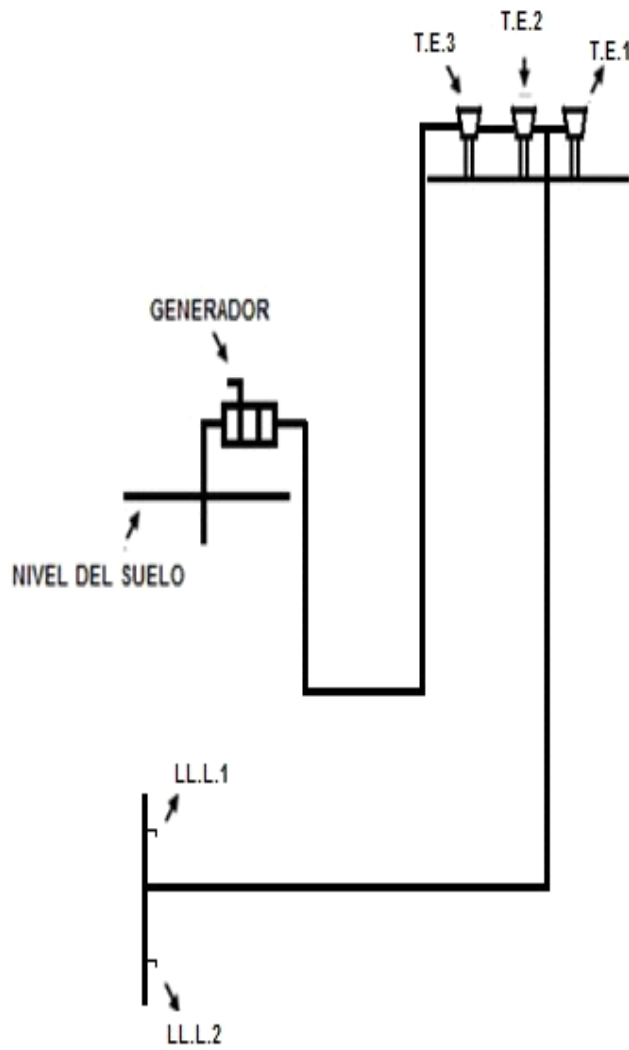 T.E.2
T.E.3
T.E.1
GENERADOR
NIVEL DEL SUELO
LL.L.1
LL.L.2